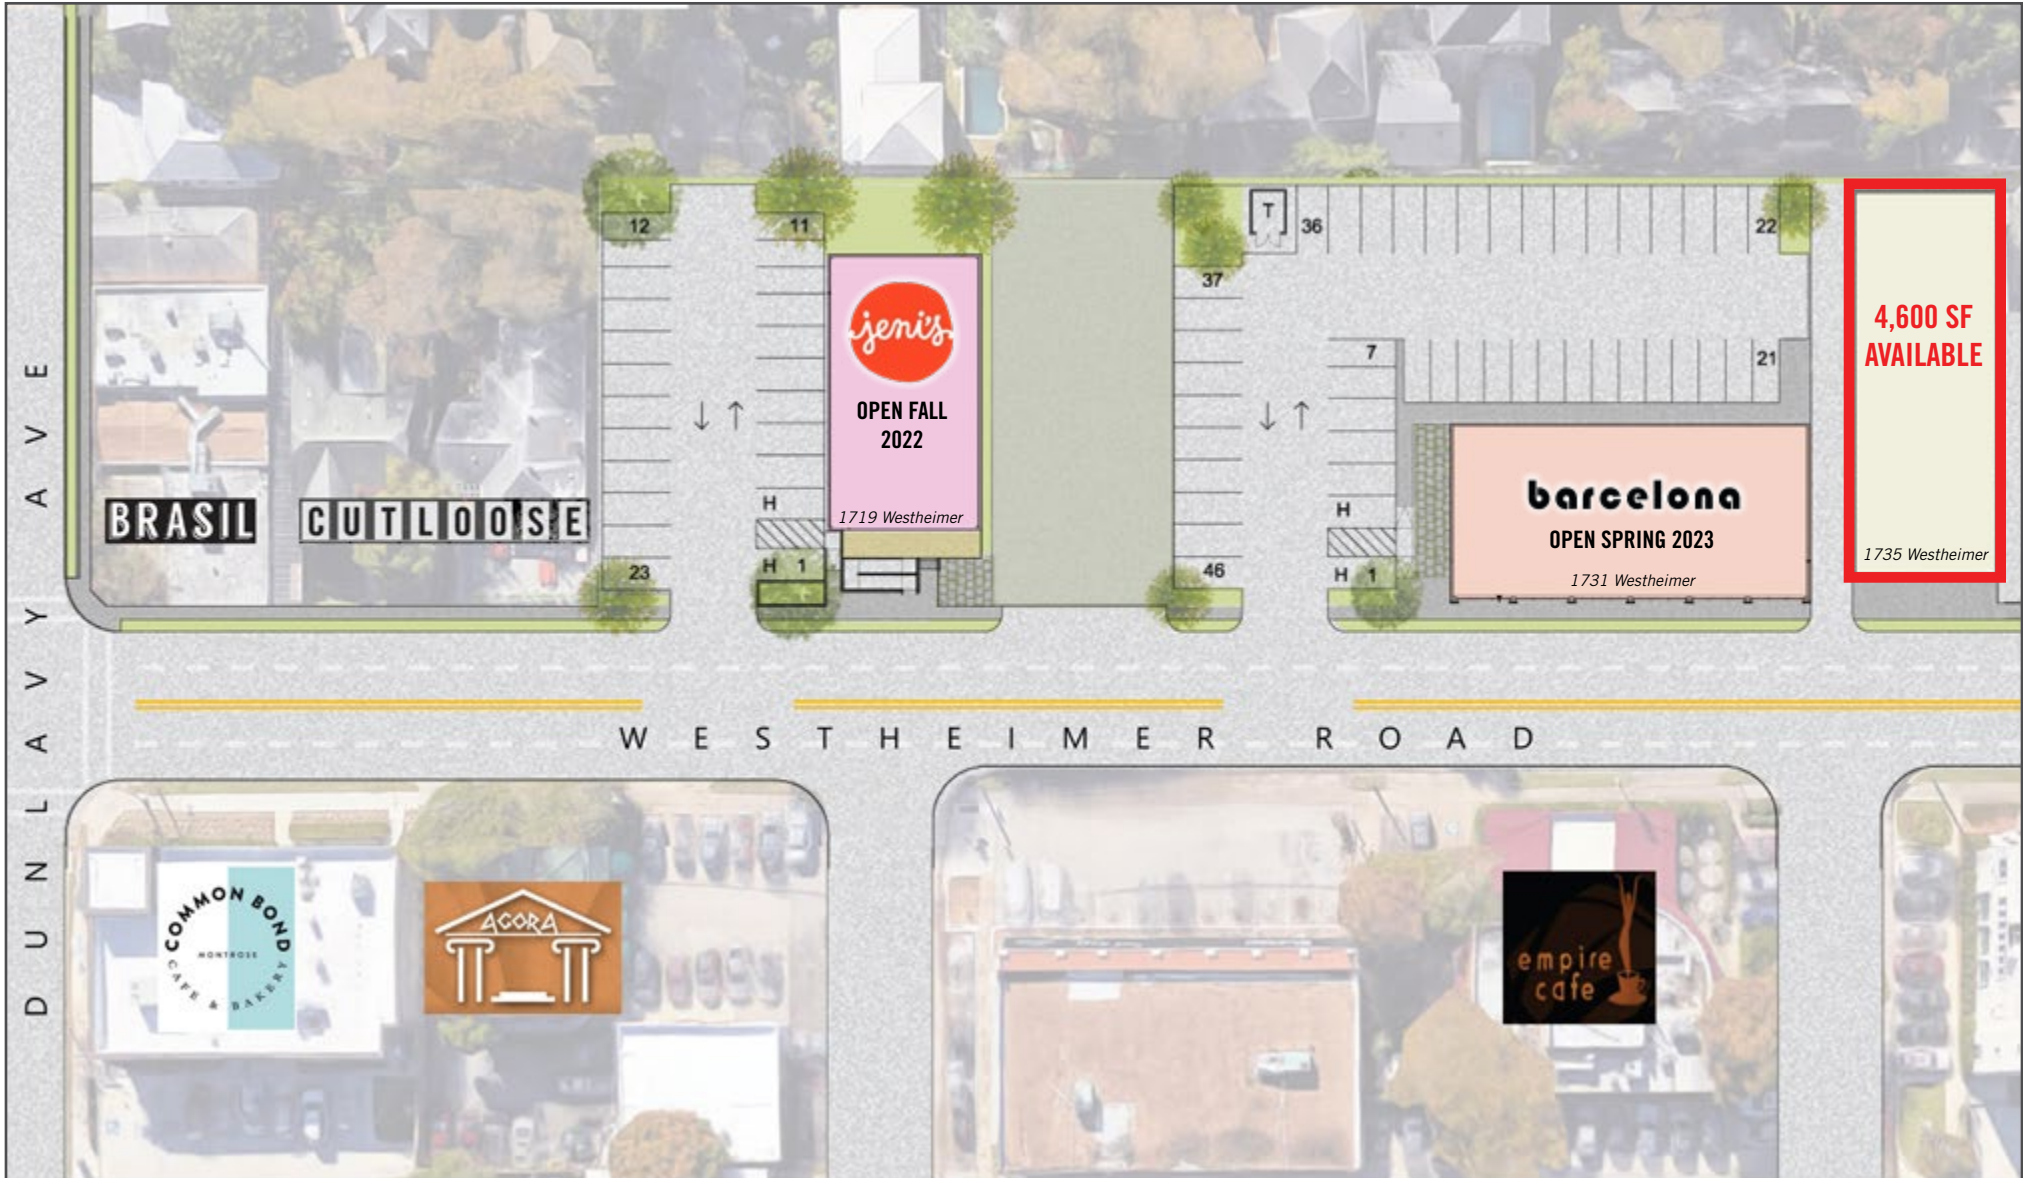 12
11
T
36
22
37
jeni's
OPEN FALL
2022
1719 Westheimer
7
21
4,600 SF
AVAILABLE
1735 Westheimer
BRASIL
CUTLOOSE
H
H
barcelona
OPEN SPRING 2023
1731 Westheimer
23
H 1
46
H 1
WESTHEIMER ROAD
DUNLAVY AVE
COMMON BOND
MONTROSE
CAFE & BAKERY
AGORA
empire
cafe